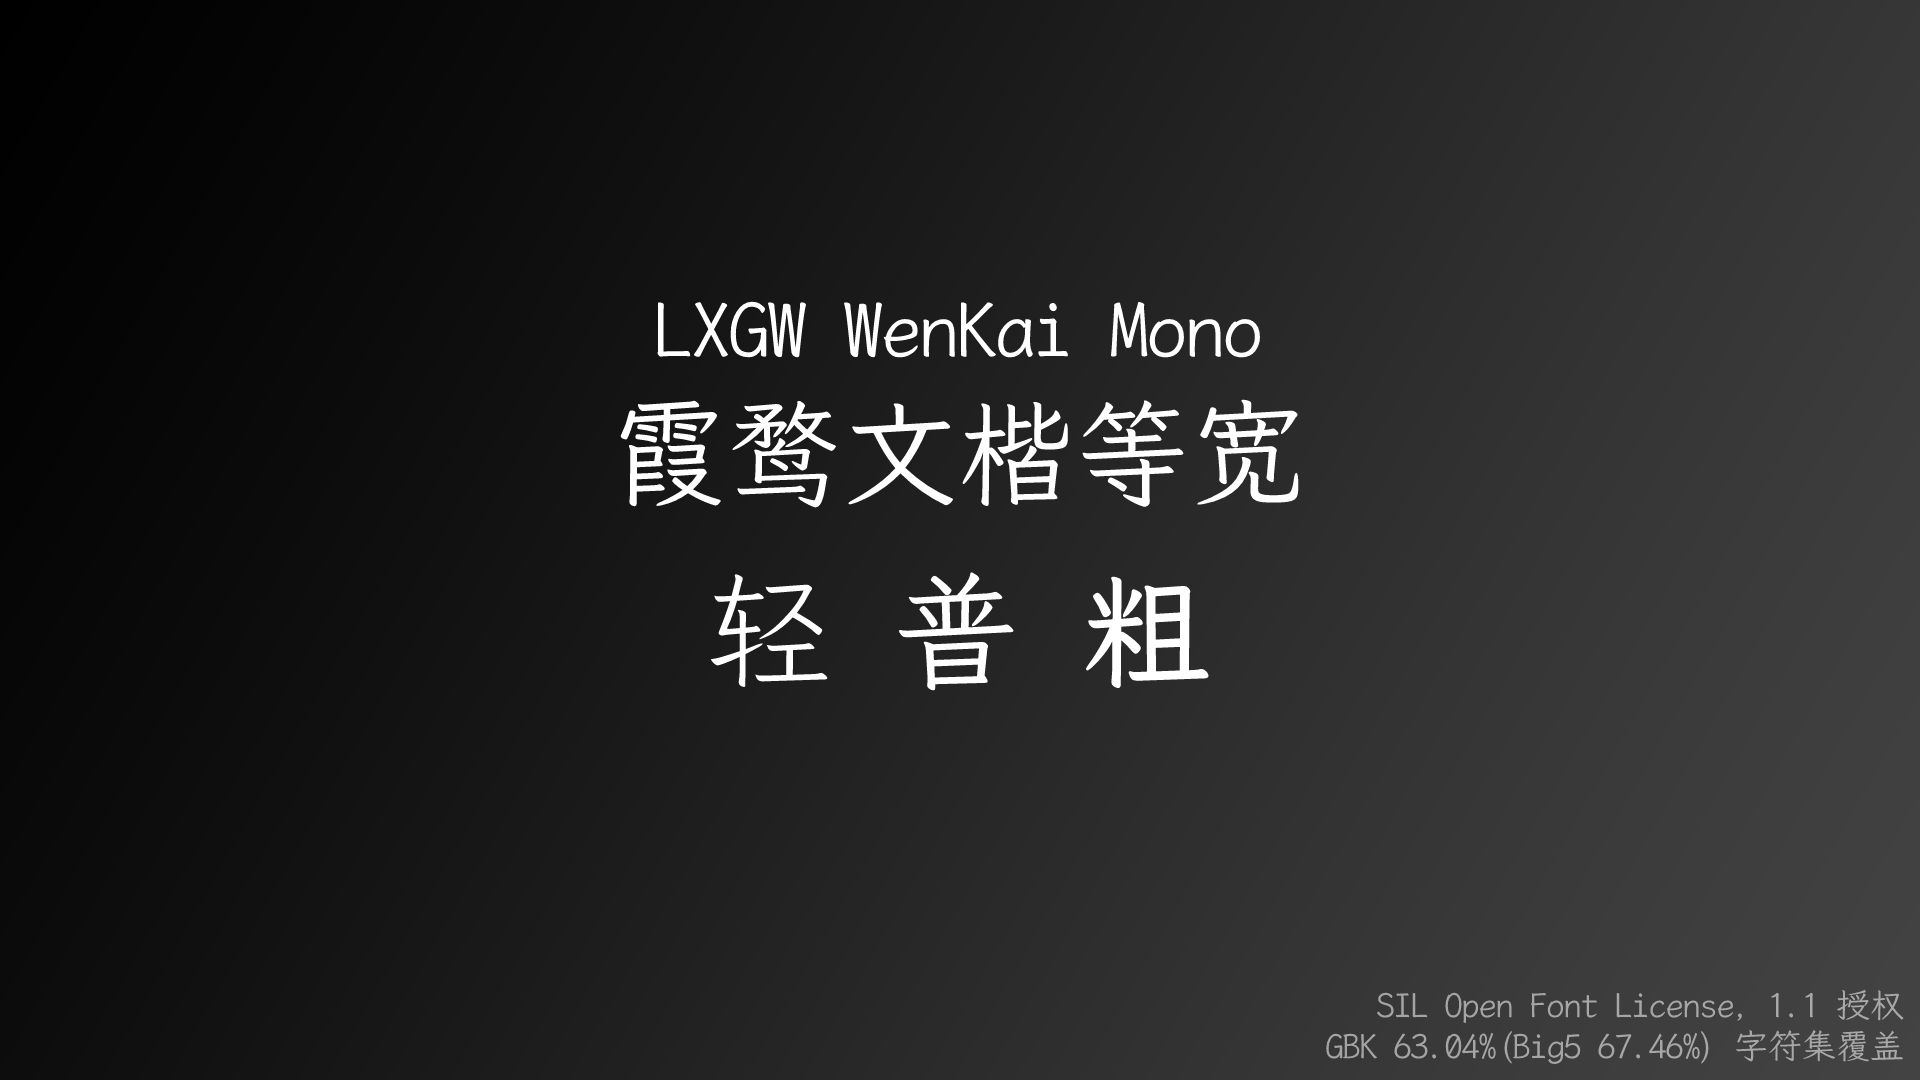 LXGW WenKai Mono
霞鹜文楷等宽
轻 普 粗
SIL Open Font License, 1.1 授权
GBK 63.04%(Big5 67.46%) 字符集覆盖